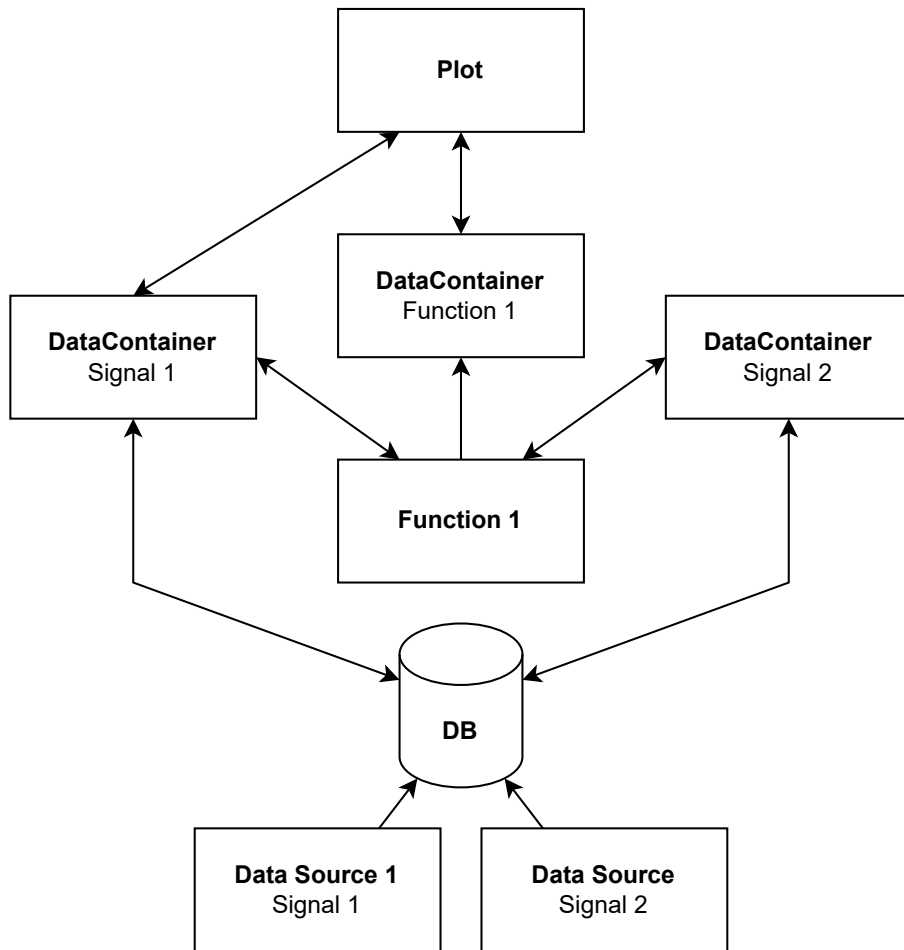 Plot
DataContainer
Function 1
DataContainer
Signal 1
DataContainer
Signal 2
Function 1
DB
Data Source 1
Signal 1
Data Source
Signal 2